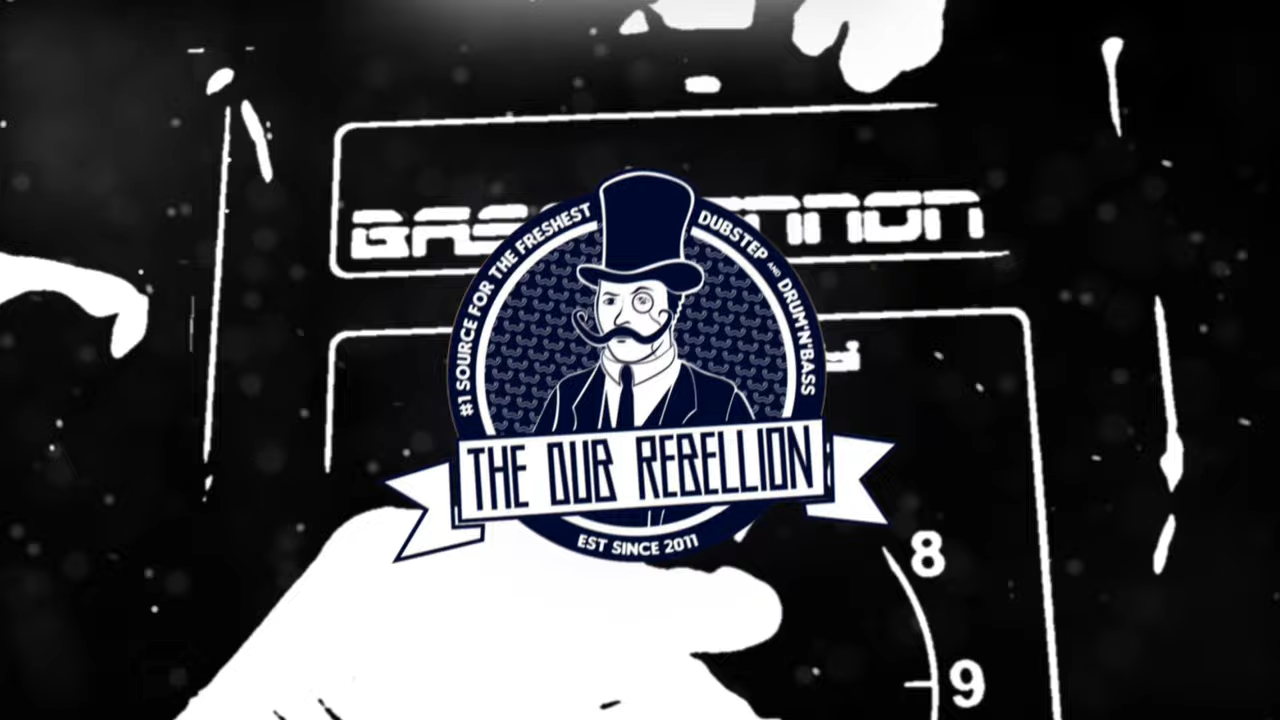 #1 SOURCE FOR THE FRESHEST
DUBSTEP AND DRUM'N'BASS
THE DUB REBELLION
EST SINCE 2011
8
9